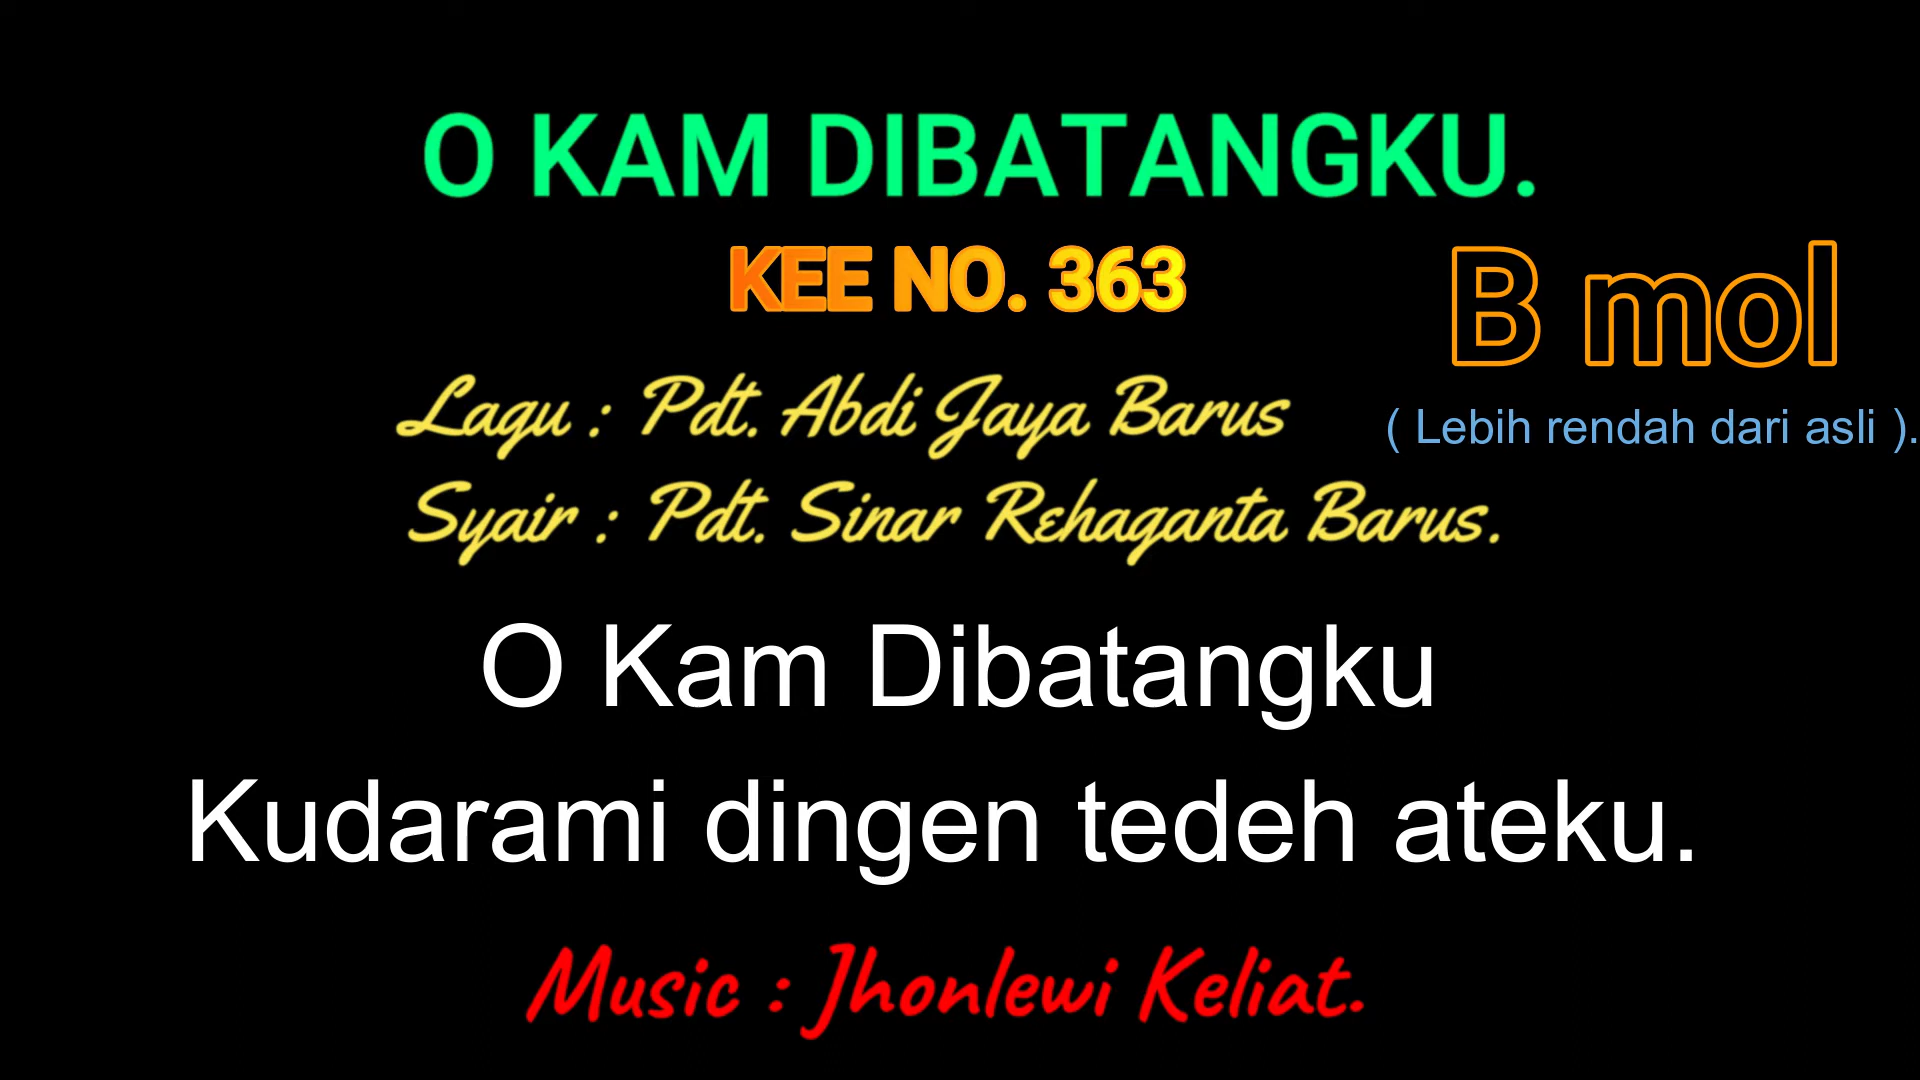 O KAM DIBATANGKU.
KEE NO. 363
B mol
Lagu : Pdt. Abdi Jaya Barus
( Lebih rendah dari asli ).
Syair : Pdt. Sinar Rehaganta Barus.
O Kam Dibatangku
Kudarami dingen tedeh ateku.
Music : Jhonlewi Keliat.